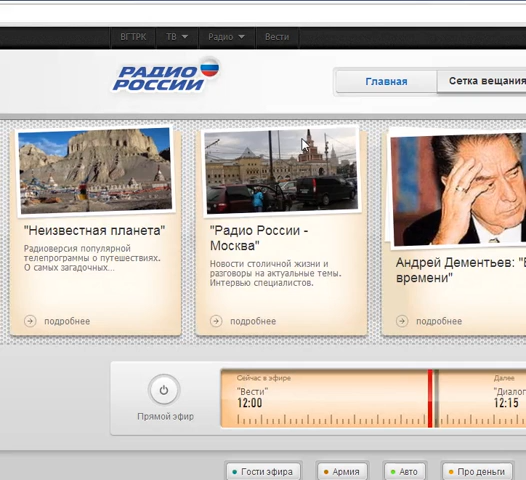 ВГТРК ТВ Радио Вести
РАДИО
РОССИИ
Главная Сетка вещания
"Неизвестная планета"
Радиоверсия популярной
телепрограммы о путешествиях.
О самых загадочных...
подробнее
"Радио России -
Москва"
Новости столичной жизни и
разговоры на актуальные темы.
Интервью специалистов.
подробнее
Андрей Дементьев: "В
времени"
подробнее
Прямой эфир
Сейчас в эфире
"Вести"
12:00
Далее
"Диалог
12:15
Гости эфира Армия Авто Про деньги